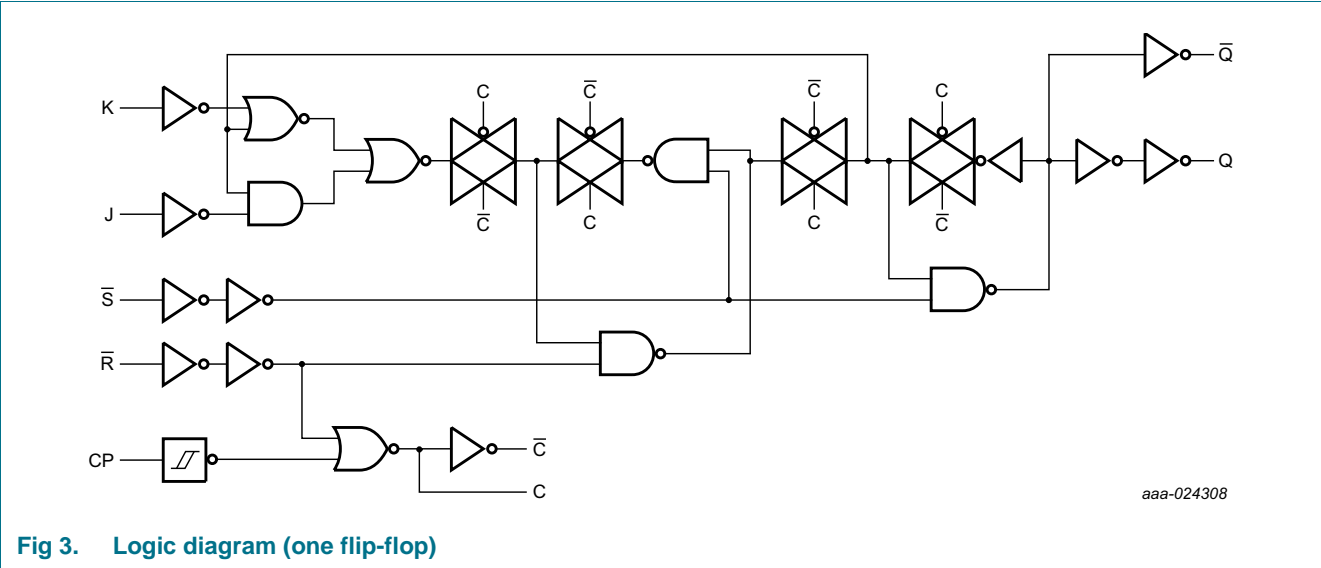 Q̅
K
C
C̅
C̅
C
Q
C̅
C
C
C̅
J
S̅
R̅
C̅
CP
C
aaa-024308
Fig 3. Logic diagram (one flip-flop)